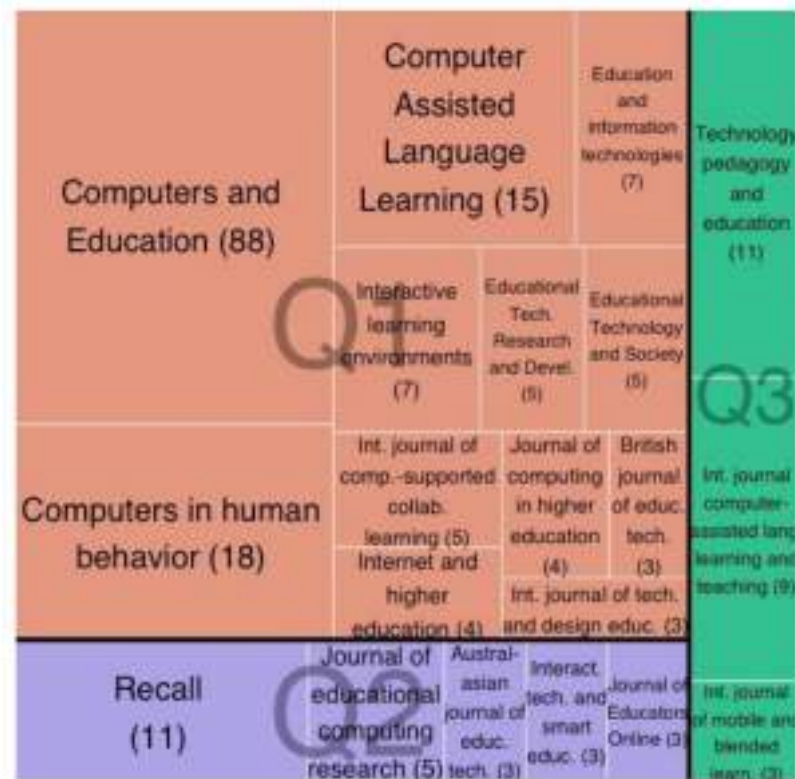 Computers and
Education (88)
Computer
Assisted
Language
Learning (15)
Education
and
information
technologies
(7)
Technology
pedagogy
and
education
(11)
Interactive
learning
environments
(7)
Educational
Tech.
Research
and Devel.
(5)
Educational
Technology
and Society
(5)
Q1
Q3
Computers in human
behavior (18)
Int. journal of
comp.-supported
collab.
learning (5)
Journal of
computing
in higher
education
(4)
British
journal
of educ.
tech.
(3)
Int. journal
computer-
assisted lang
learning and
teaching (9)
Internet and
higher
education (4)
Int. journal of tech.
and design educ. (3)
Recall
(11)
Journal of
educational
computing
research (5)
Austral-
asian
journal of
educ.
tech. (3)
Interact.
tech. and
smart
educ. (3)
Journal of
Educators
Online (3)
Q2
Int. journal
of mobile and
blended
learn. (3)